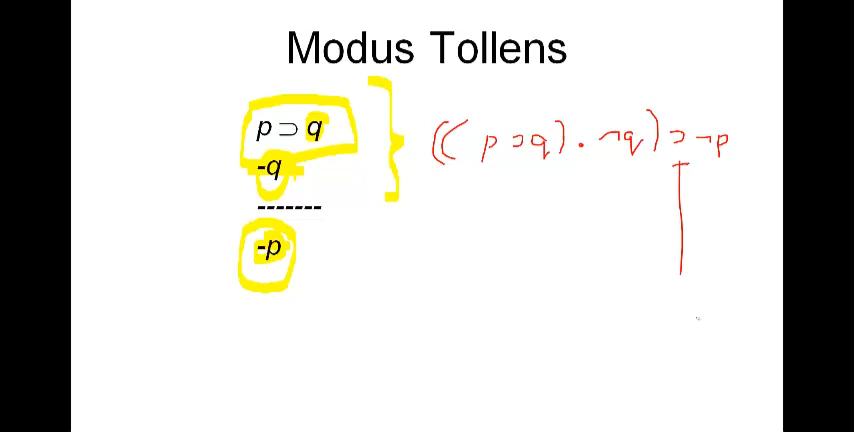 Modus Tollens
p ⊃ q
-q
-------
-p
(( p ⊃ q) • ¬q) ⊃ ¬p